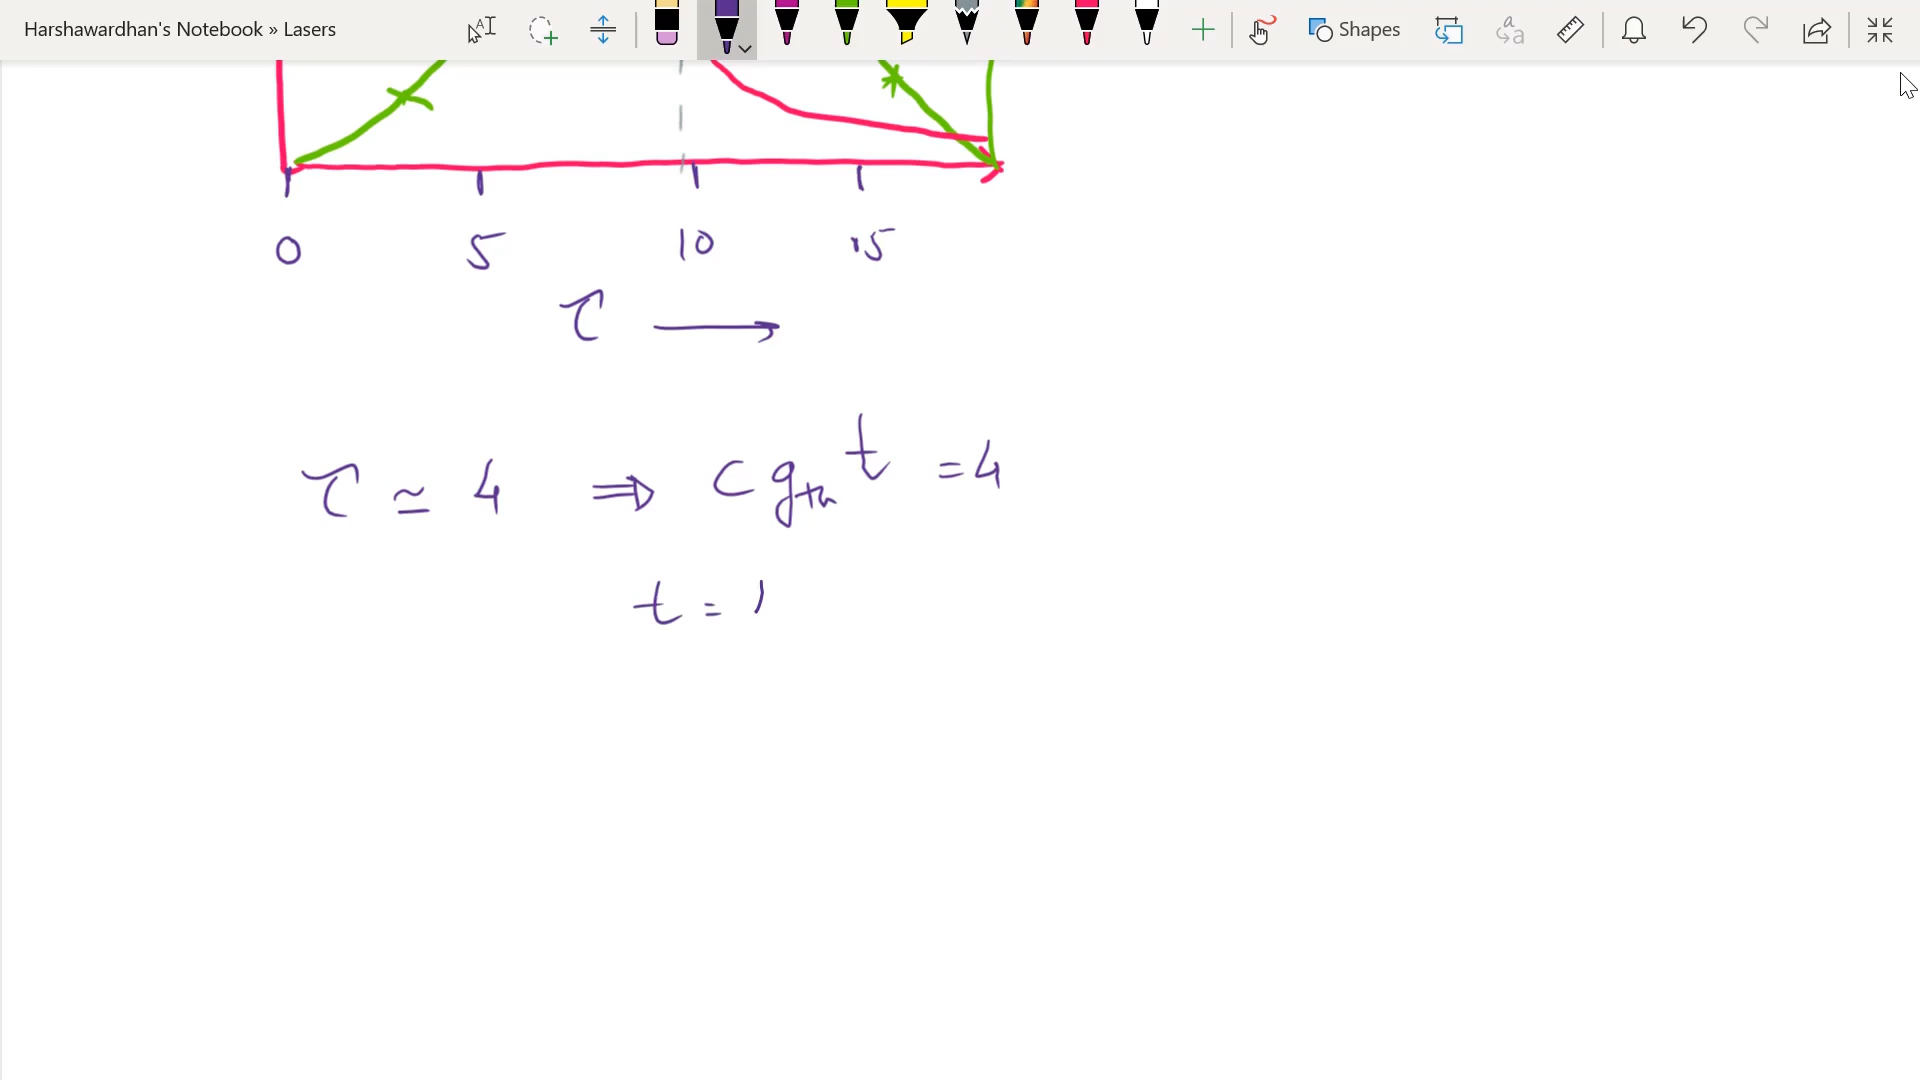 Harshawardhan's Notebook » Lasers
Shapes
0 5 10 15
τ →
τ ≃ 4 ⇒ c g_th t = 4
t = 1